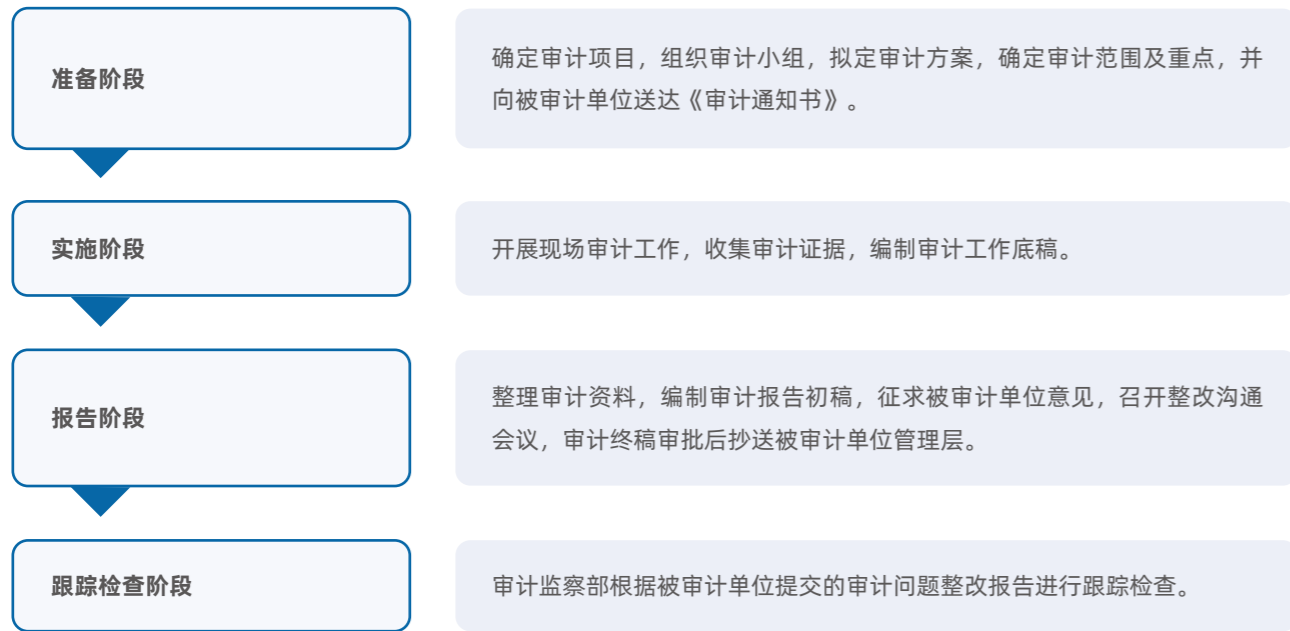 准备阶段
确定审计项目，组织审计小组，拟定审计方案，确定审计范围及重点，并
向被审计单位送达《审计通知书》。
实施阶段
开展现场审计工作，收集审计证据，编制审计工作底稿。
报告阶段
整理审计资料，编制审计报告初稿，征求被审计单位意见，召开整改沟通
会议，审计终稿审批后抄送被审计单位管理层。
跟踪检查阶段
审计监察部根据被审计单位提交的审计问题整改报告进行跟踪检查。